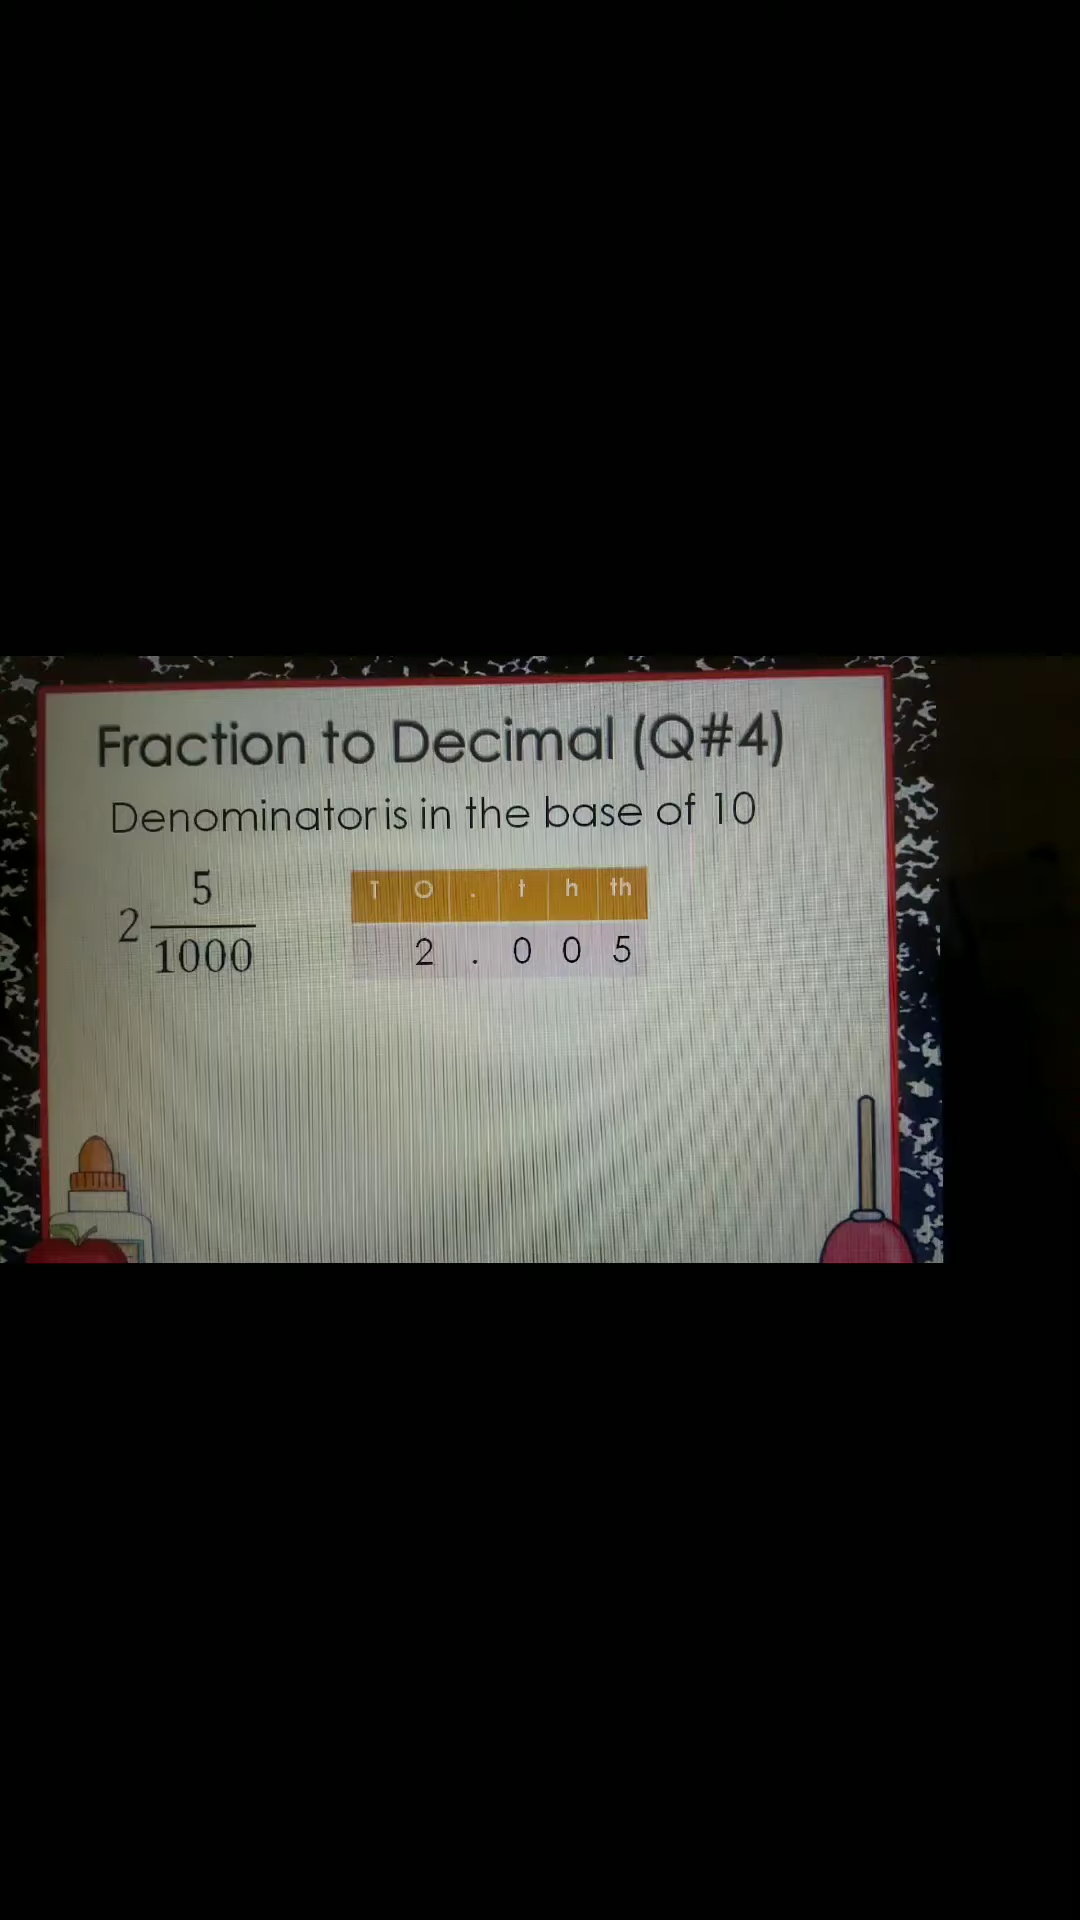 Fraction to Decimal (Q#4)
Denominator is in the base of 10
2 5/1000
T O . t h th
2 . 0 0 5